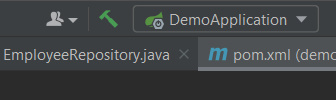 DemoApplication
EmployeeRepository.java
m pom.xml (demo